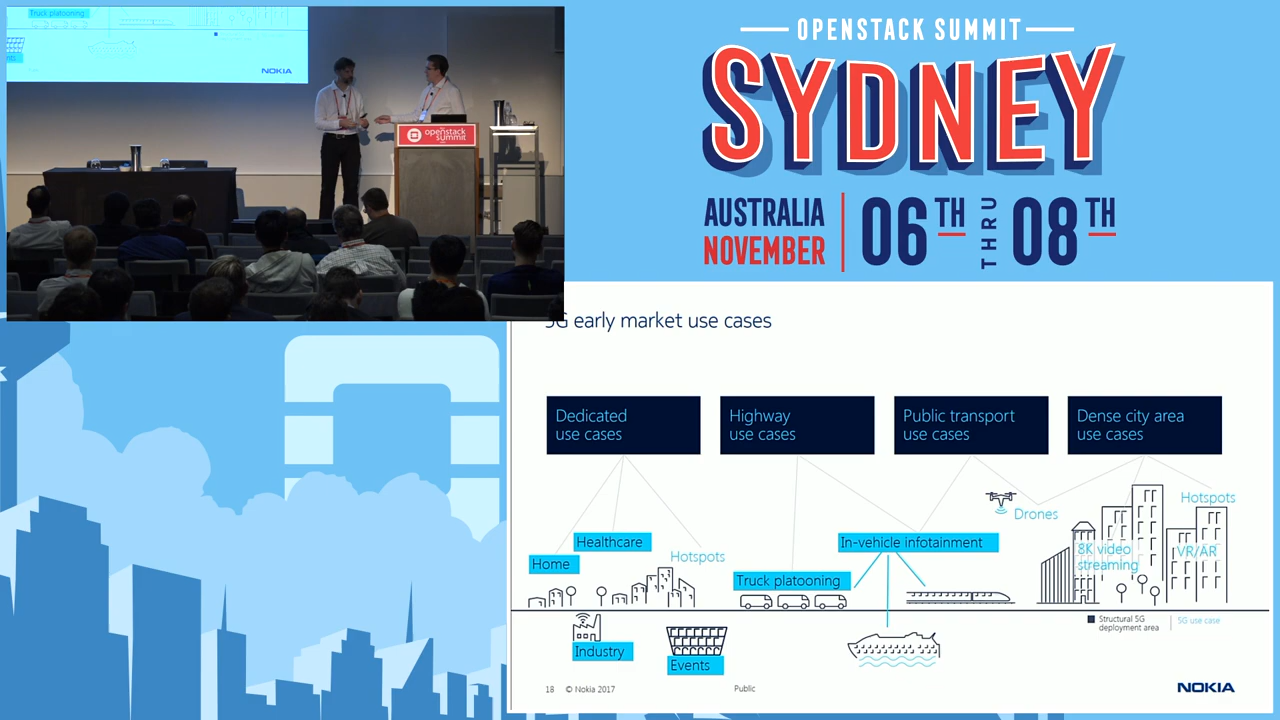 Truck platooning
nts
NOKIA
openstack
summit
OPENSTACK SUMMIT
SYDNEY
AUSTRALIA
NOVEMBER
06TH
THRU
08TH
5G early market use cases
Dedicated
use cases
Highway
use cases
Public transport
use cases
Dense city area
use cases
Drones
Hotspots
Healthcare
Home
Hotspots
In-vehicle infotainment
8K video
streaming
VR/AR
Truck platooning
Industry
Events
Structural 5G
deployment area
5G use case
18 © Nokia 2017
Public
NOKIA